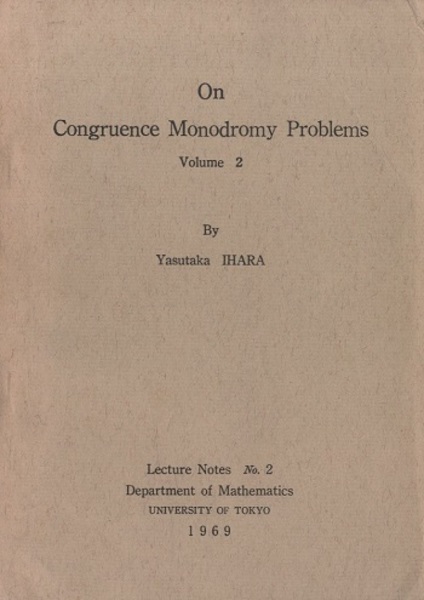 On
Congruence Monodromy Problems
Volume 2
By
Yasutaka IHARA
Lecture Notes No. 2
Department of Mathematics
UNIVERSITY OF TOKYO
1969